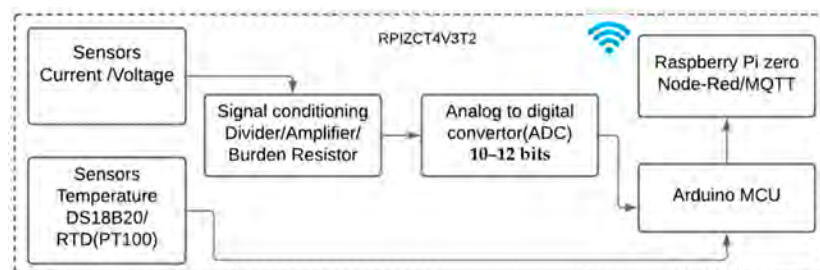 RPIZCT4V3T2
Sensors
Current /Voltage
Signal conditioning
Divider/Amplifier/
Burden Resistor
Analog to digital
convertor(ADC)
10–12 bits
Raspberry Pi zero
Node-Red/MQTT
Sensors
Temperature
DS18B20/
RTD(PT100)
Arduino MCU